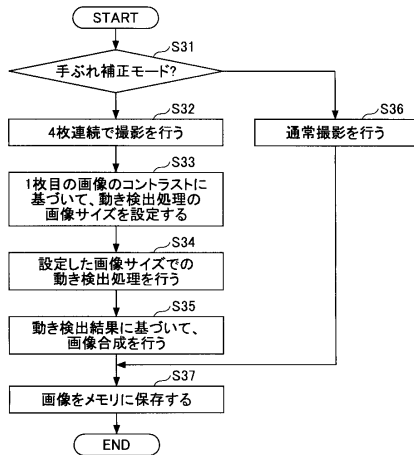 START
S31
手ぶれ補正モード?
S32
4枚連続で撮影を行う
S36
通常撮影を行う
S33
1枚目の画像のコントラストに
基づいて、動き検出処理の
画像サイズを設定する
S34
設定した画像サイズでの
動き検出処理を行う
S35
動き検出結果に基づいて、
画像合成を行う
S37
画像をメモリに保存する
END